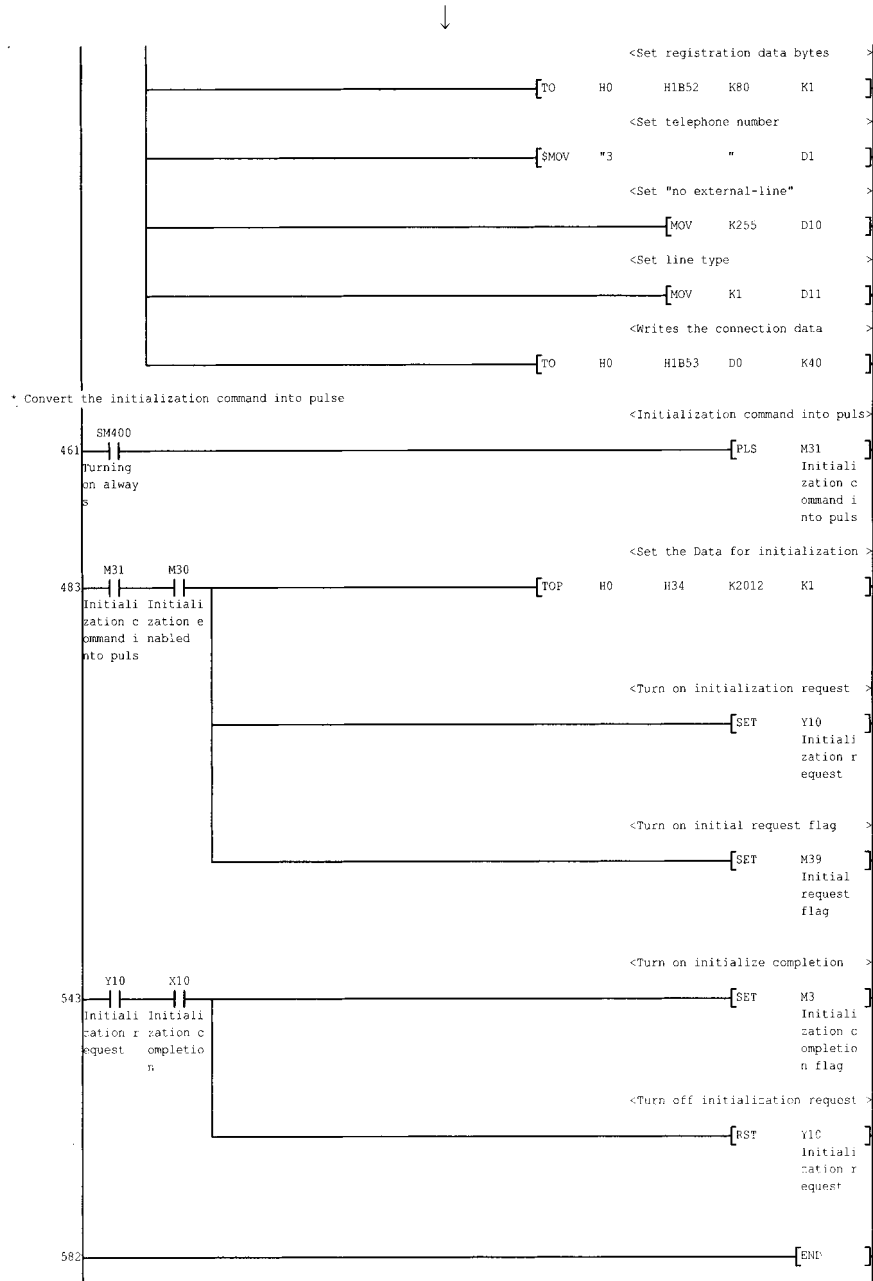 ↓
<Set registration data bytes >
[TO H0 H1B52 K80 K1 ]
<Set telephone number >
[$MOV "3 " D1 ]
<Set "no external-line" >
[MOV K255 D10 ]
<Set line type >
[MOV K1 D11 ]
<Writes the connection data >
[TO H0 H1B53 D0 K40 ]
* Convert the initialization command into pulse
<Initialization command into puls>
SM400
461 [PLS M31 ]
Turning
on alway
s
Initiali
zation c
ommand i
nto puls
<Set the Data for initialization >
M31 M30
483 [TOP H0 H34 K2012 K1 ]
Initiali Initiali
zation c zation e
ommand i nabled
nto puls
<Turn on initialization request >
[SET Y10 ]
Initiali
zation r
equest
<Turn on initial request flag >
[SET M39 ]
Initial
request
flag
<Turn on initialize completion >
Y10 X10
543 [SET M3 ]
Initiali Initiali
zation r zation c
equest ompletio
n
Initiali
zation c
ompletio
n flag
<Turn off initialization request >
[RST Y10 ]
Initiali
zation r
equest
582 [END ]